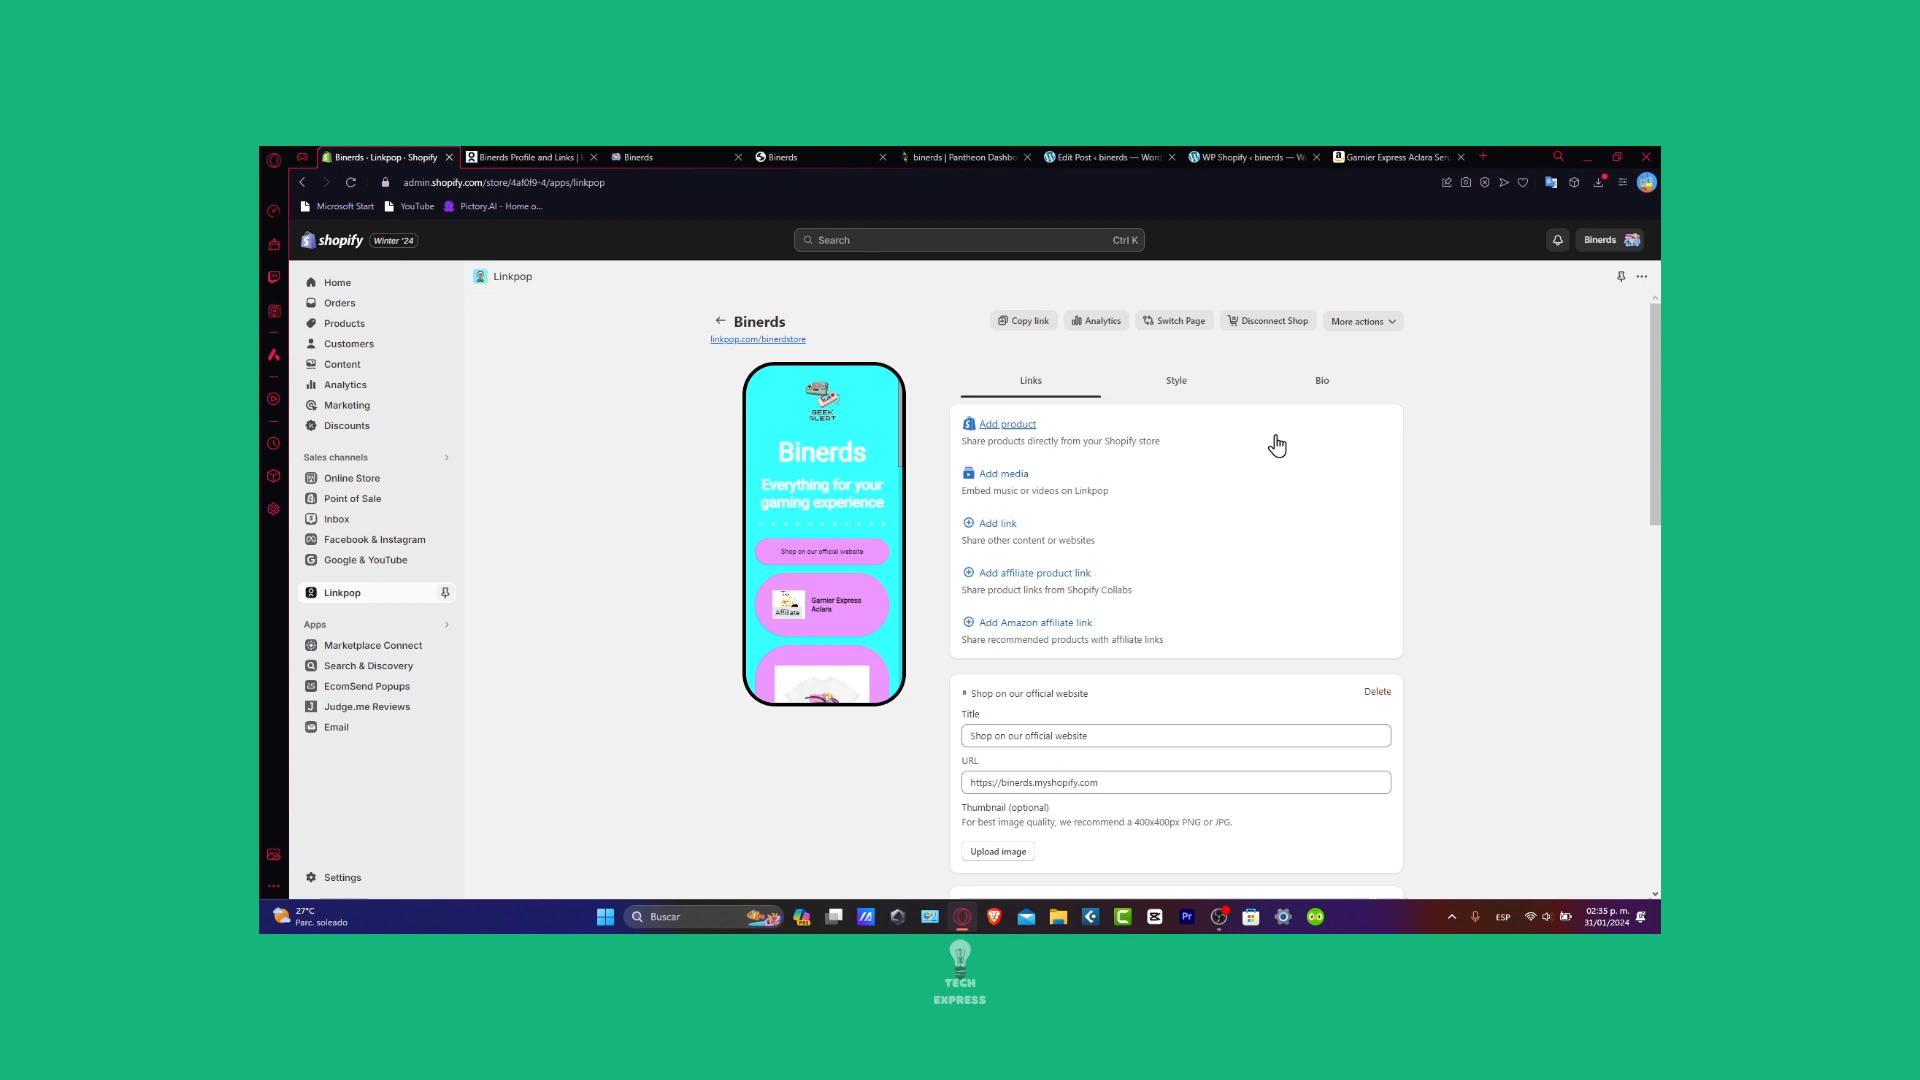 Binerds · Linkpop · Shopify
Binerds Profile and Links |
Binerds
Binerds
binerds | Pantheon Dashbo
Edit Post ‹ binerds — Word
WP Shopify ‹ binerds — W
Garnier Express Aclara Seru
admin.shopify.com/store/4af0f9-4/apps/linkpop
Microsoft Start
YouTube
Pictory.AI - Home o...
shopify
Winter '24
Search
Ctrl K
Binerds
Home
Orders
Products
Customers
Content
Analytics
Marketing
Discounts
Sales channels
Online Store
Point of Sale
Inbox
Facebook & Instagram
Google & YouTube
Linkpop
Apps
Marketplace Connect
Search & Discovery
EcomSend Popups
Judge.me Reviews
Email
Settings
Linkpop
Binerds
linkpop.com/binerdstore
Copy link
Analytics
Switch Page
Disconnect Shop
More actions
GEEK
ALERT
Binerds
Everything for your
gaming experience
Shop on our official website
Affiliate
Garnier Express
Aclara
Links
Style
Bio
Add product
Share products directly from your Shopify store
Add media
Embed music or videos on Linkpop
Add link
Share other content or websites
Add affiliate product link
Share product links from Shopify Collabs
Add Amazon affiliate link
Share recommended products with affiliate links
Shop on our official website
Delete
Title
Shop on our official website
URL
https://binerds.myshopify.com
Thumbnail (optional)
For best image quality, we recommend a 400x400px PNG or JPG.
Upload image
27°C
Parc. soleado
Buscar
ESP
02:35 p. m.
31/01/2024
TECH
EXPRESS